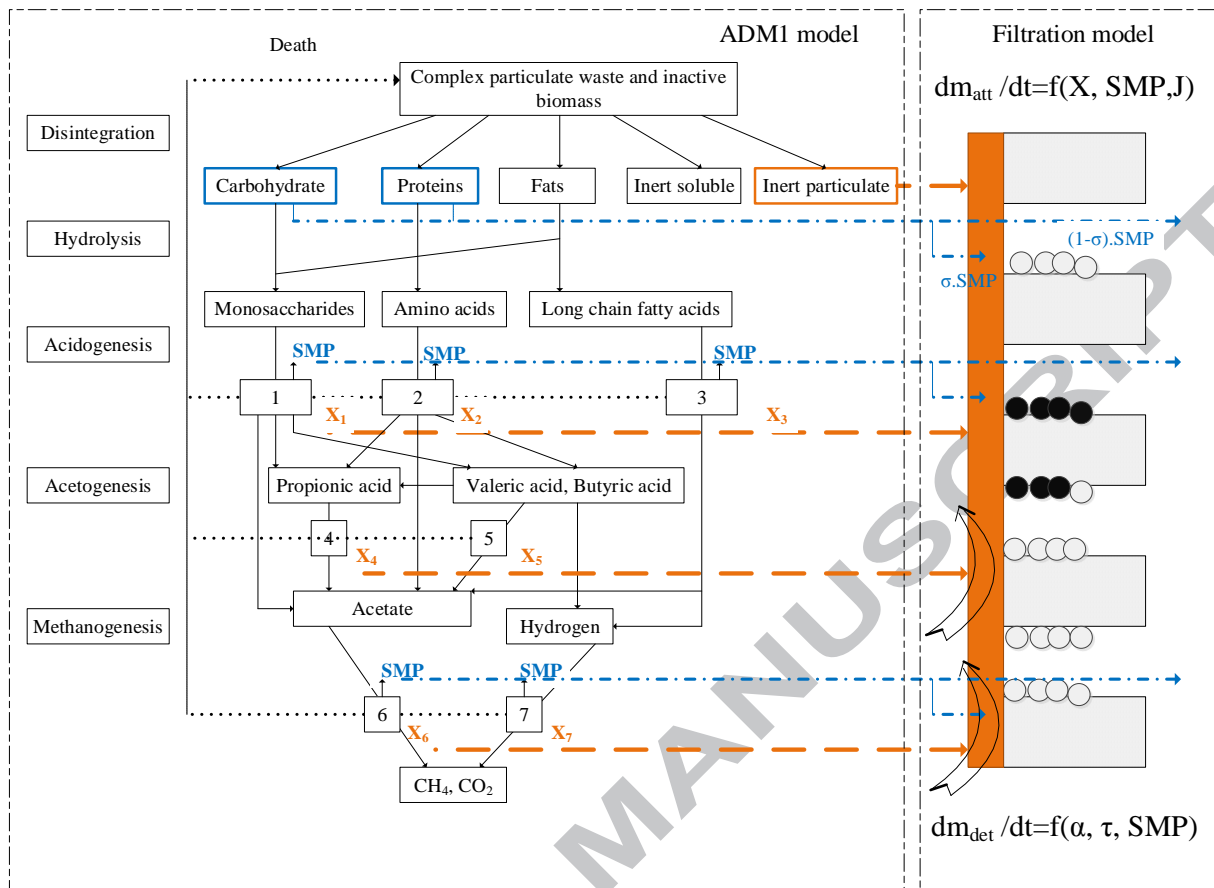 ADM1 model
Filtration model
Death
Complex particulate waste and inactive
biomass
dm_att /dt=f(X, SMP,J)
Disintegration
Carbohydrate
Proteins
Fats
Inert soluble
Inert particulate
Hydrolysis
(1-σ).SMP
σ.SMP
Monosaccharides
Amino acids
Long chain fatty acids
Acidogenesis
SMP
SMP
SMP
1
2
3
X₁
X₂
X₃
Acetogenesis
Propionic acid
Valeric acid, Butyric acid
4
5
X₄
X₅
Acetate
Methanogenesis
Hydrogen
SMP
SMP
6
7
X₆
X₇
CH₄, CO₂
dm_det /dt=f(α, τ, SMP)
MANUSCRIPT